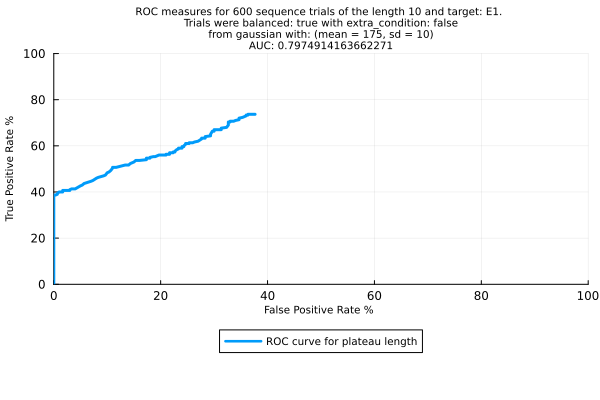 ROC measures for 600 sequence trials of the length 10 and target: E1.
Trials were balanced: true with extra_condition: false
from gaussian with: (mean = 175, sd = 10)
AUC: 0.7974914163662271
100
80
60
40
20
0
True Positive Rate %
0 20 40 60 80 100
False Positive Rate %
ROC curve for plateau length